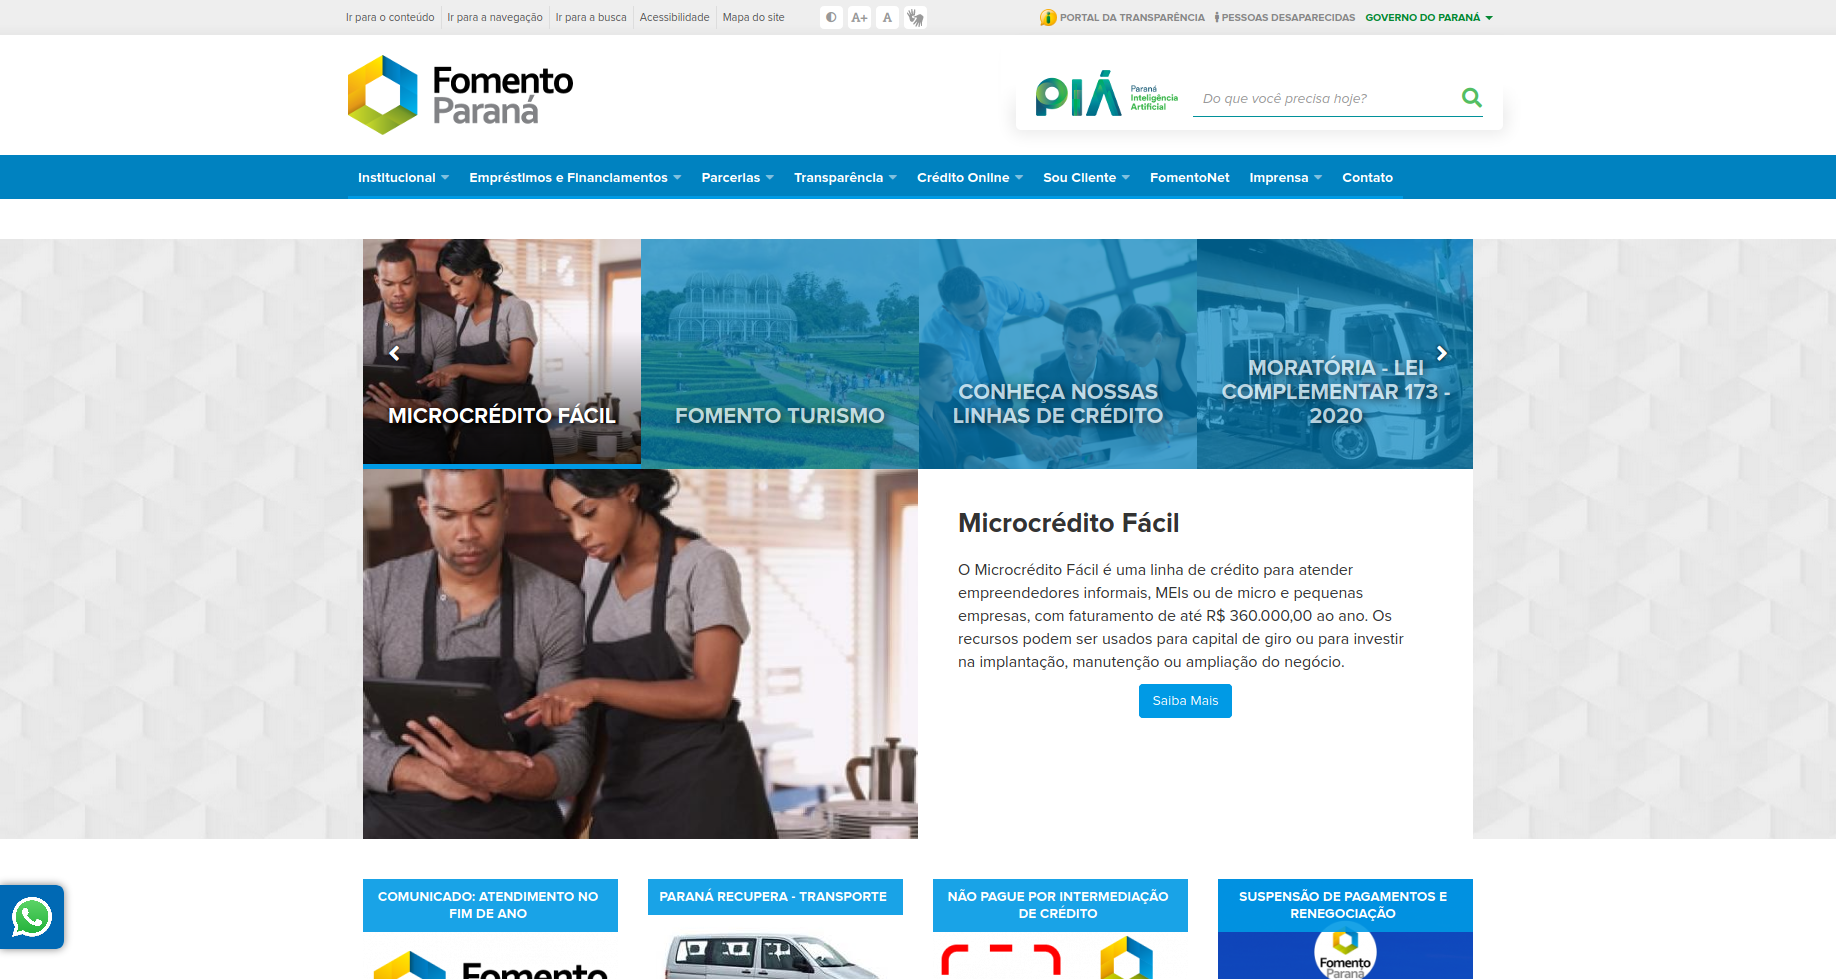 Ir para o conteúdo Ir para a navegação Ir para a busca Acessibilidade Mapa do site A+ A PORTAL DA TRANSPARÊNCIA PESSOAS DESAPARECIDAS GOVERNO DO PARANÁ
Fomento
Paraná
PIÁ
Paraná
Inteligência
Artificial
Do que você precisa hoje?
Institucional Empréstimos e Financiamentos Parcerias Transparência Crédito Online Sou Cliente FomentoNet Imprensa Contato
MICROCRÉDITO FÁCIL
FOMENTO TURISMO
CONHEÇA NOSSAS
LINHAS DE CRÉDITO
MORATÓRIA - LEI
COMPLEMENTAR 173 -
2020
Microcrédito Fácil
O Microcrédito Fácil é uma linha de crédito para atender
empreendedores informais, MEIs ou de micro e pequenas
empresas, com faturamento de até R$ 360.000,00 ao ano. Os
recursos podem ser usados para capital de giro ou para investir
na implantação, manutenção ou ampliação do negócio.
Saiba Mais
COMUNICADO: ATENDIMENTO NO
FIM DE ANO
PARANÁ RECUPERA - TRANSPORTE
NÃO PAGUE POR INTERMEDIAÇÃO
DE CRÉDITO
SUSPENSÃO DE PAGAMENTOS E
RENEGOCIAÇÃO
Fomento
Fomento
Paraná